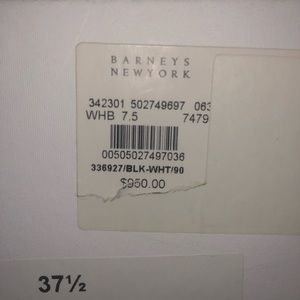 BARNEYS
NEWYORK
342301 502749697 063
WHB 7.5 7479
00505027497036
336927/BLK-WHT/90
$950.00
37½